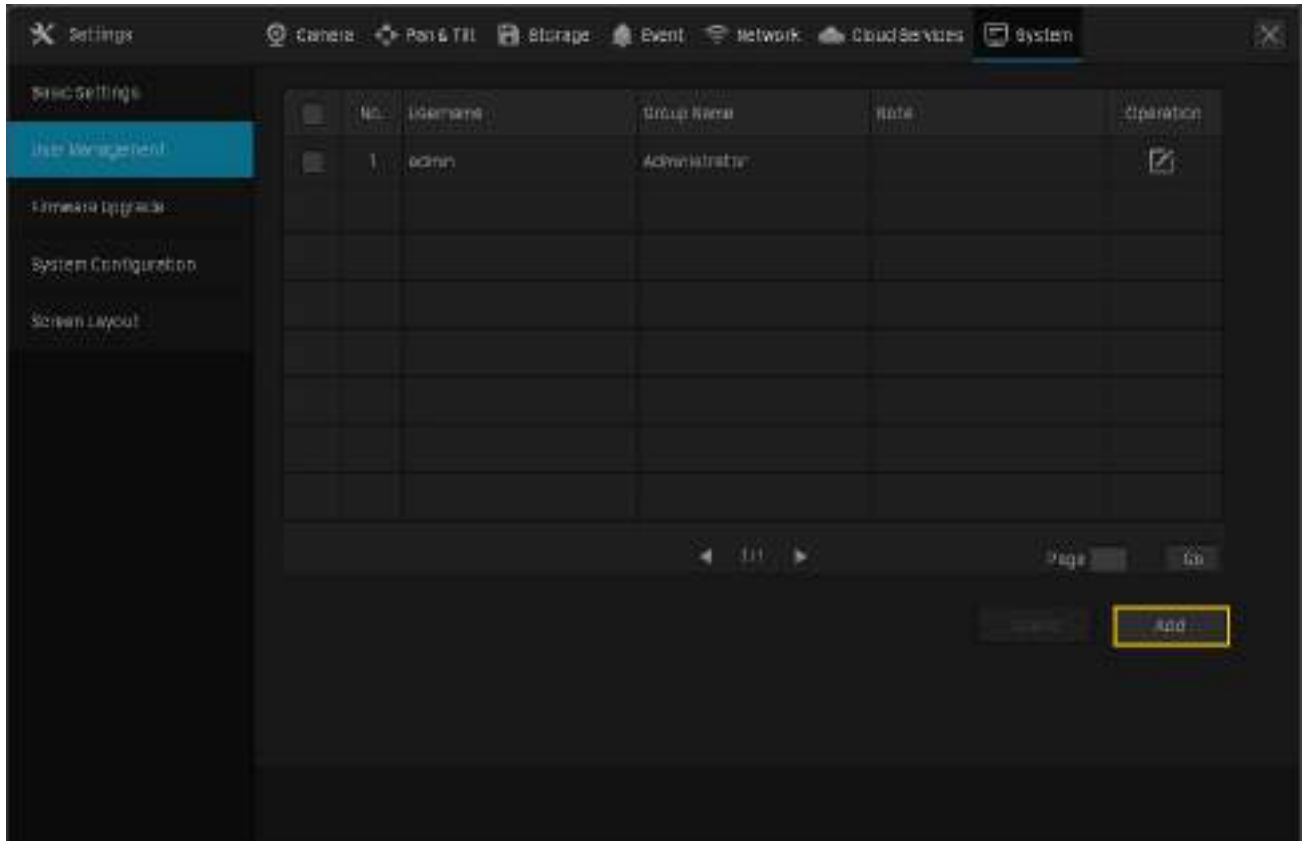 Settings Camera Pan & Tilt Storage Event Network Cloud Services System
Basic Settings
User Management
Firmware Upgrade
System Configuration
Screen Layout
No. Username Group Name Note Operation
1 admin Administrator
1/1 Page Go
Add